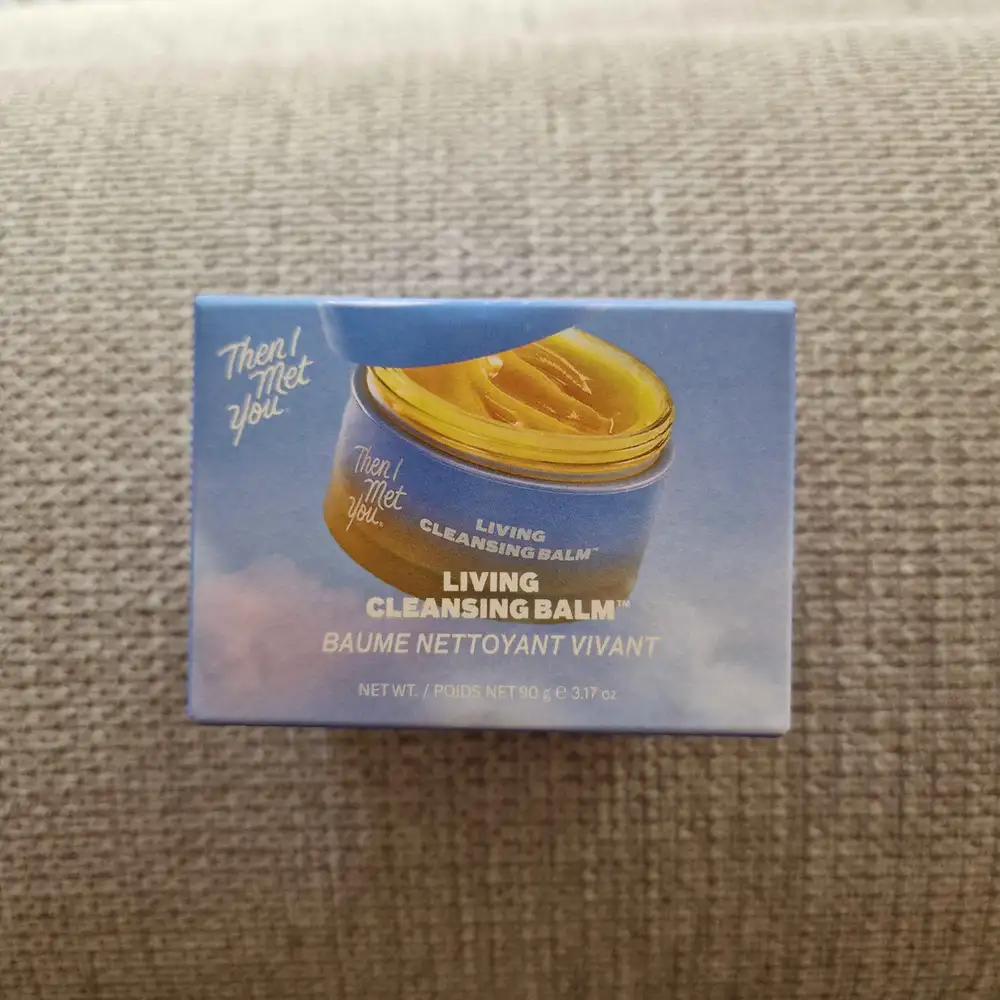 Then I
Met
You
Then I
Met
You
LIVING
CLEANSING BALM™
LIVING
CLEANSING BALM™
BAUME NETTOYANT VIVANT
NET WT. / POIDS NET 90 g ℮ 3.17 oz